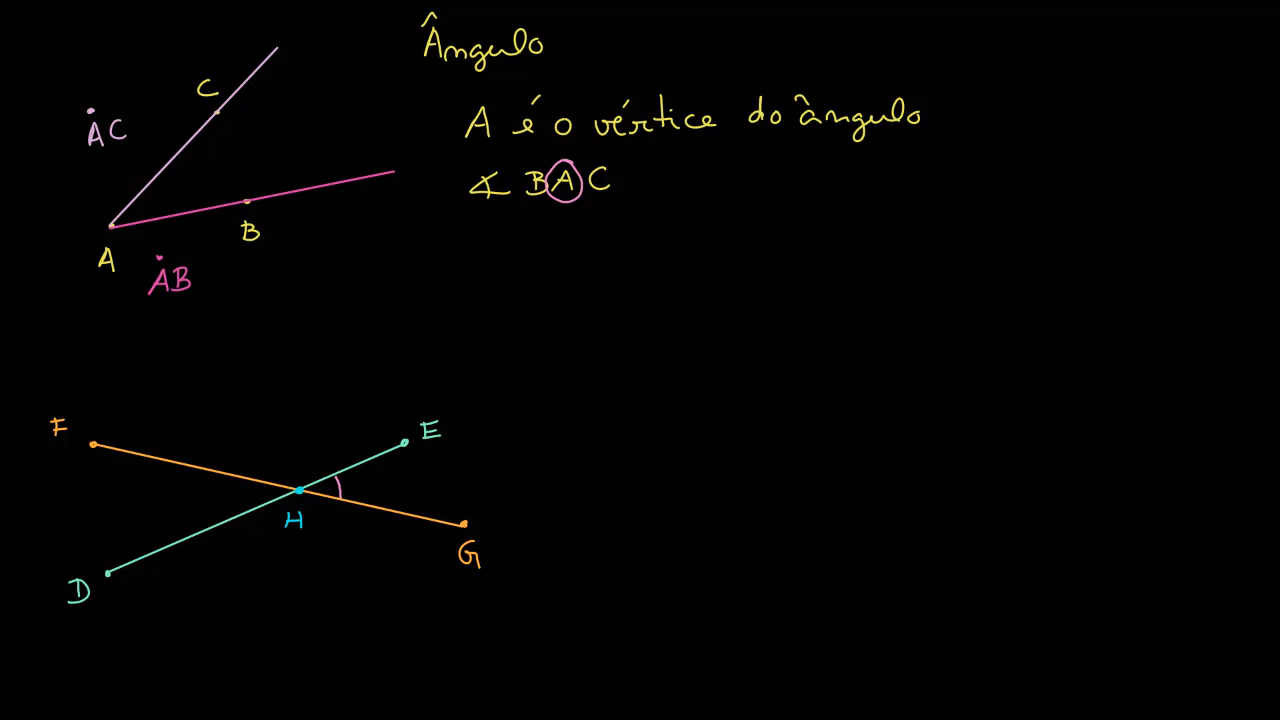 Ângulo
C
A é o vértice do ângulo
ȦC
∢ BAC
B
A
ȦB
F
E
H
G
D